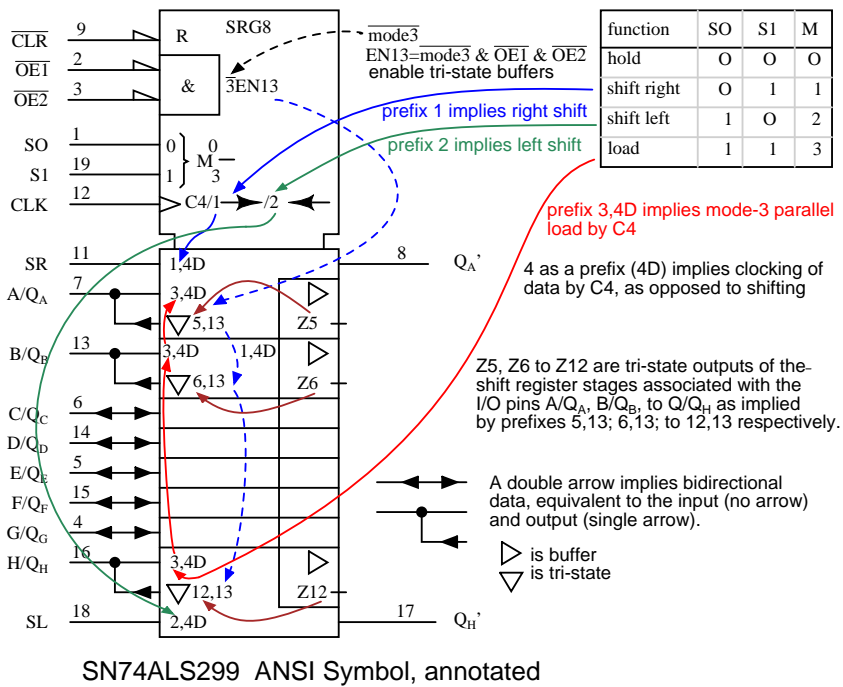 9
CLR
R
SRG8
mode3
EN13=mode3 & OE1 & OE2
enable tri-state buffers
2
OE1
3
OE2
&
3EN13
function SO S1 M
hold O O O
shift right O 1 1
shift left 1 O 2
load 1 1 3
prefix 1 implies right shift
prefix 2 implies left shift
1
SO
0
0
M
19
S1
1
3
12
CLK
C4/1
/2
prefix 3,4D implies mode-3 parallel
load by C4
11
SR
1,4D
8
QA’
4 as a prefix (4D) implies clocking of
data by C4, as opposed to shifting
7
A/QA
3,4D
5,13
Z5
13
B/QB
3,4D
1,4D
6,13
Z6
Z5, Z6 to Z12 are tri-state outputs of the
shift register stages associated with the
I/O pins A/QA, B/QB, to Q/QH as implied
by prefixes 5,13; 6,13; to 12,13 respectively.
6
C/QC
14
D/QD
5
E/QE
15
F/QF
4
G/QG
16
H/QH
3,4D
12,13
Z12
A double arrow implies bidirectional
data, equivalent to the input (no arrow)
and output (single arrow).
is buffer
is tri-state
18
SL
2,4D
17
QH’
SN74ALS299 ANSI Symbol, annotated